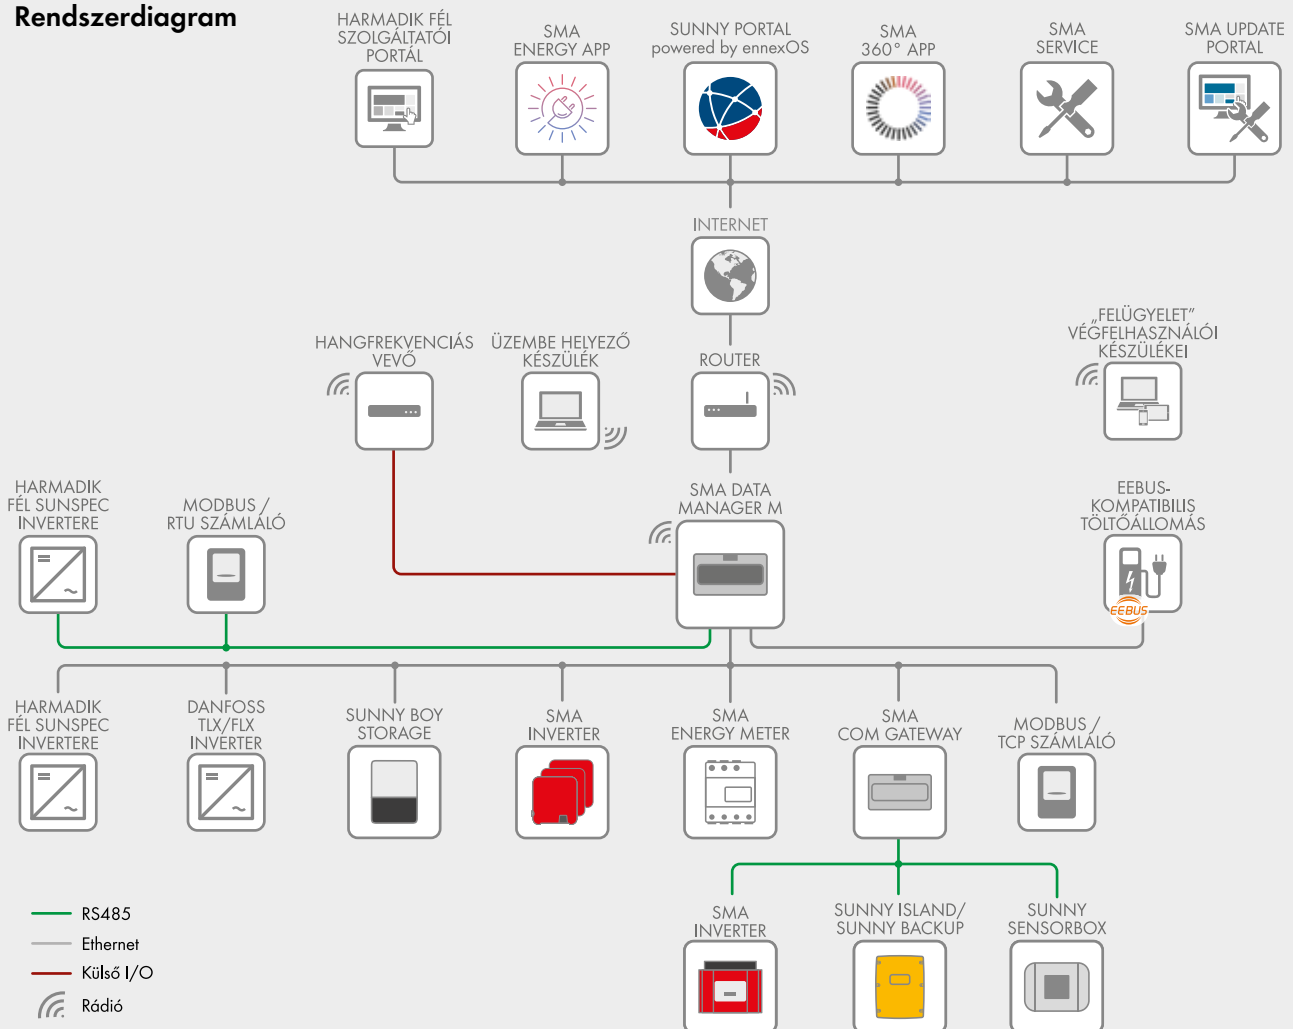 Rendszerdiagram
HARMADIK FÉL
SZOLGÁLTATÓI
PORTÁL
SMA
ENERGY APP
SUNNY PORTAL
powered by ennexOS
SMA
360° APP
SMA
SERVICE
SMA UPDATE
PORTAL
INTERNET
HANGFREKVENCIÁS
VEVŐ
ÜZEMBE HELYEZŐ
KÉSZÜLÉK
ROUTER
„FELÜGYELET”
VÉGFELHASZNÁLÓI
KÉSZÜLÉKEI
HARMADIK
FÉL SUNSPEC
INVERTERE
MODBUS /
RTU SZÁMLÁLÓ
SMA DATA
MANAGER M
EEBUS-
KOMPATIBILIS
TÖLTŐÁLLOMÁS
EEBUS
HARMADIK
FÉL SUNSPEC
INVERTERE
DANFOSS
TLX/FLX
INVERTER
SUNNY BOY
STORAGE
SMA
INVERTER
SMA
ENERGY METER
SMA
COM GATEWAY
MODBUS /
TCP SZÁMLÁLÓ
SMA
INVERTER
SUNNY ISLAND/
SUNNY BACKUP
SUNNY
SENSORBOX
RS485
Ethernet
Külső I/O
Rádió